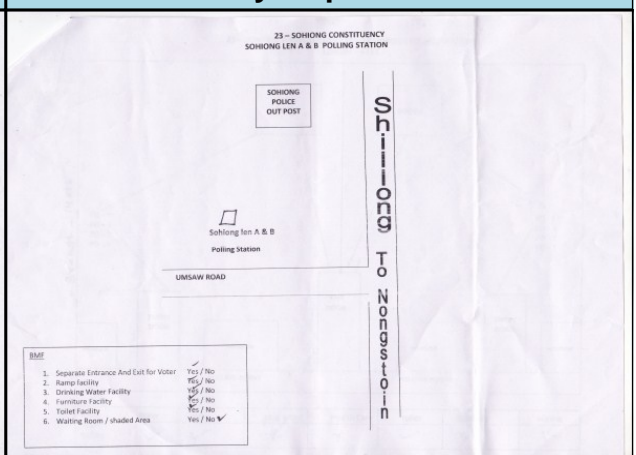 23 – SOHIONG CONSTITUENCY
SOHIONG LEN A & B POLLING STATION
SOHIONG
POLICE
OUT POST
Shillong To Nongstoin
Sohiong len A & B
Polling Station
UMSAW ROAD
BMF
1. Separate Entrance And Exit for Voter Yes / No
2. Ramp Facility Yes / No
3. Drinking Water Facility Yes / No
4. Furniture Facility Yes / No
5. Toilet Facility Yes / No
6. Waiting Room / shaded Area Yes / No